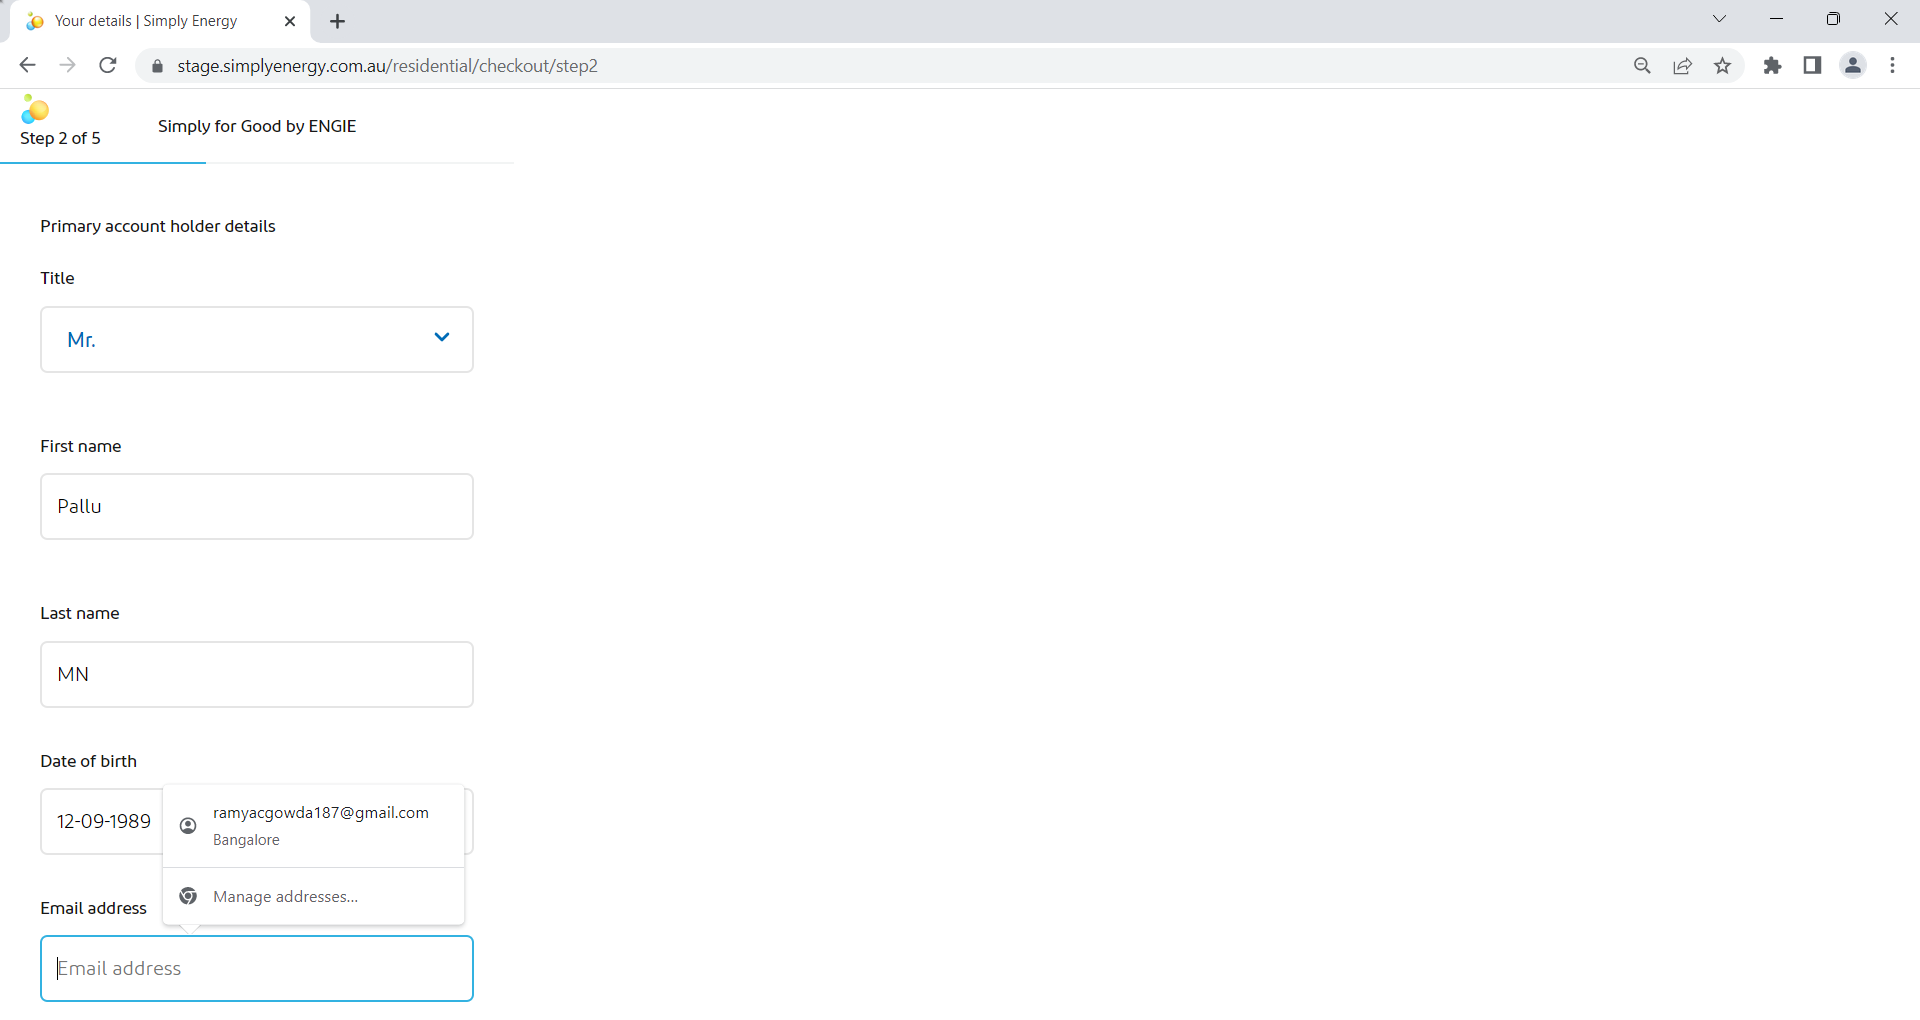 Your details | Simply Energy
stage.simplyenergy.com.au/residential/checkout/step2
Step 2 of 5
Simply for Good by ENGIE
Primary account holder details
Title
Mr.
First name
Pallu
Last name
MN
Date of birth
12-09-1989
ramyacgowda187@gmail.com
Bangalore
Manage addresses...
Email address
Email address